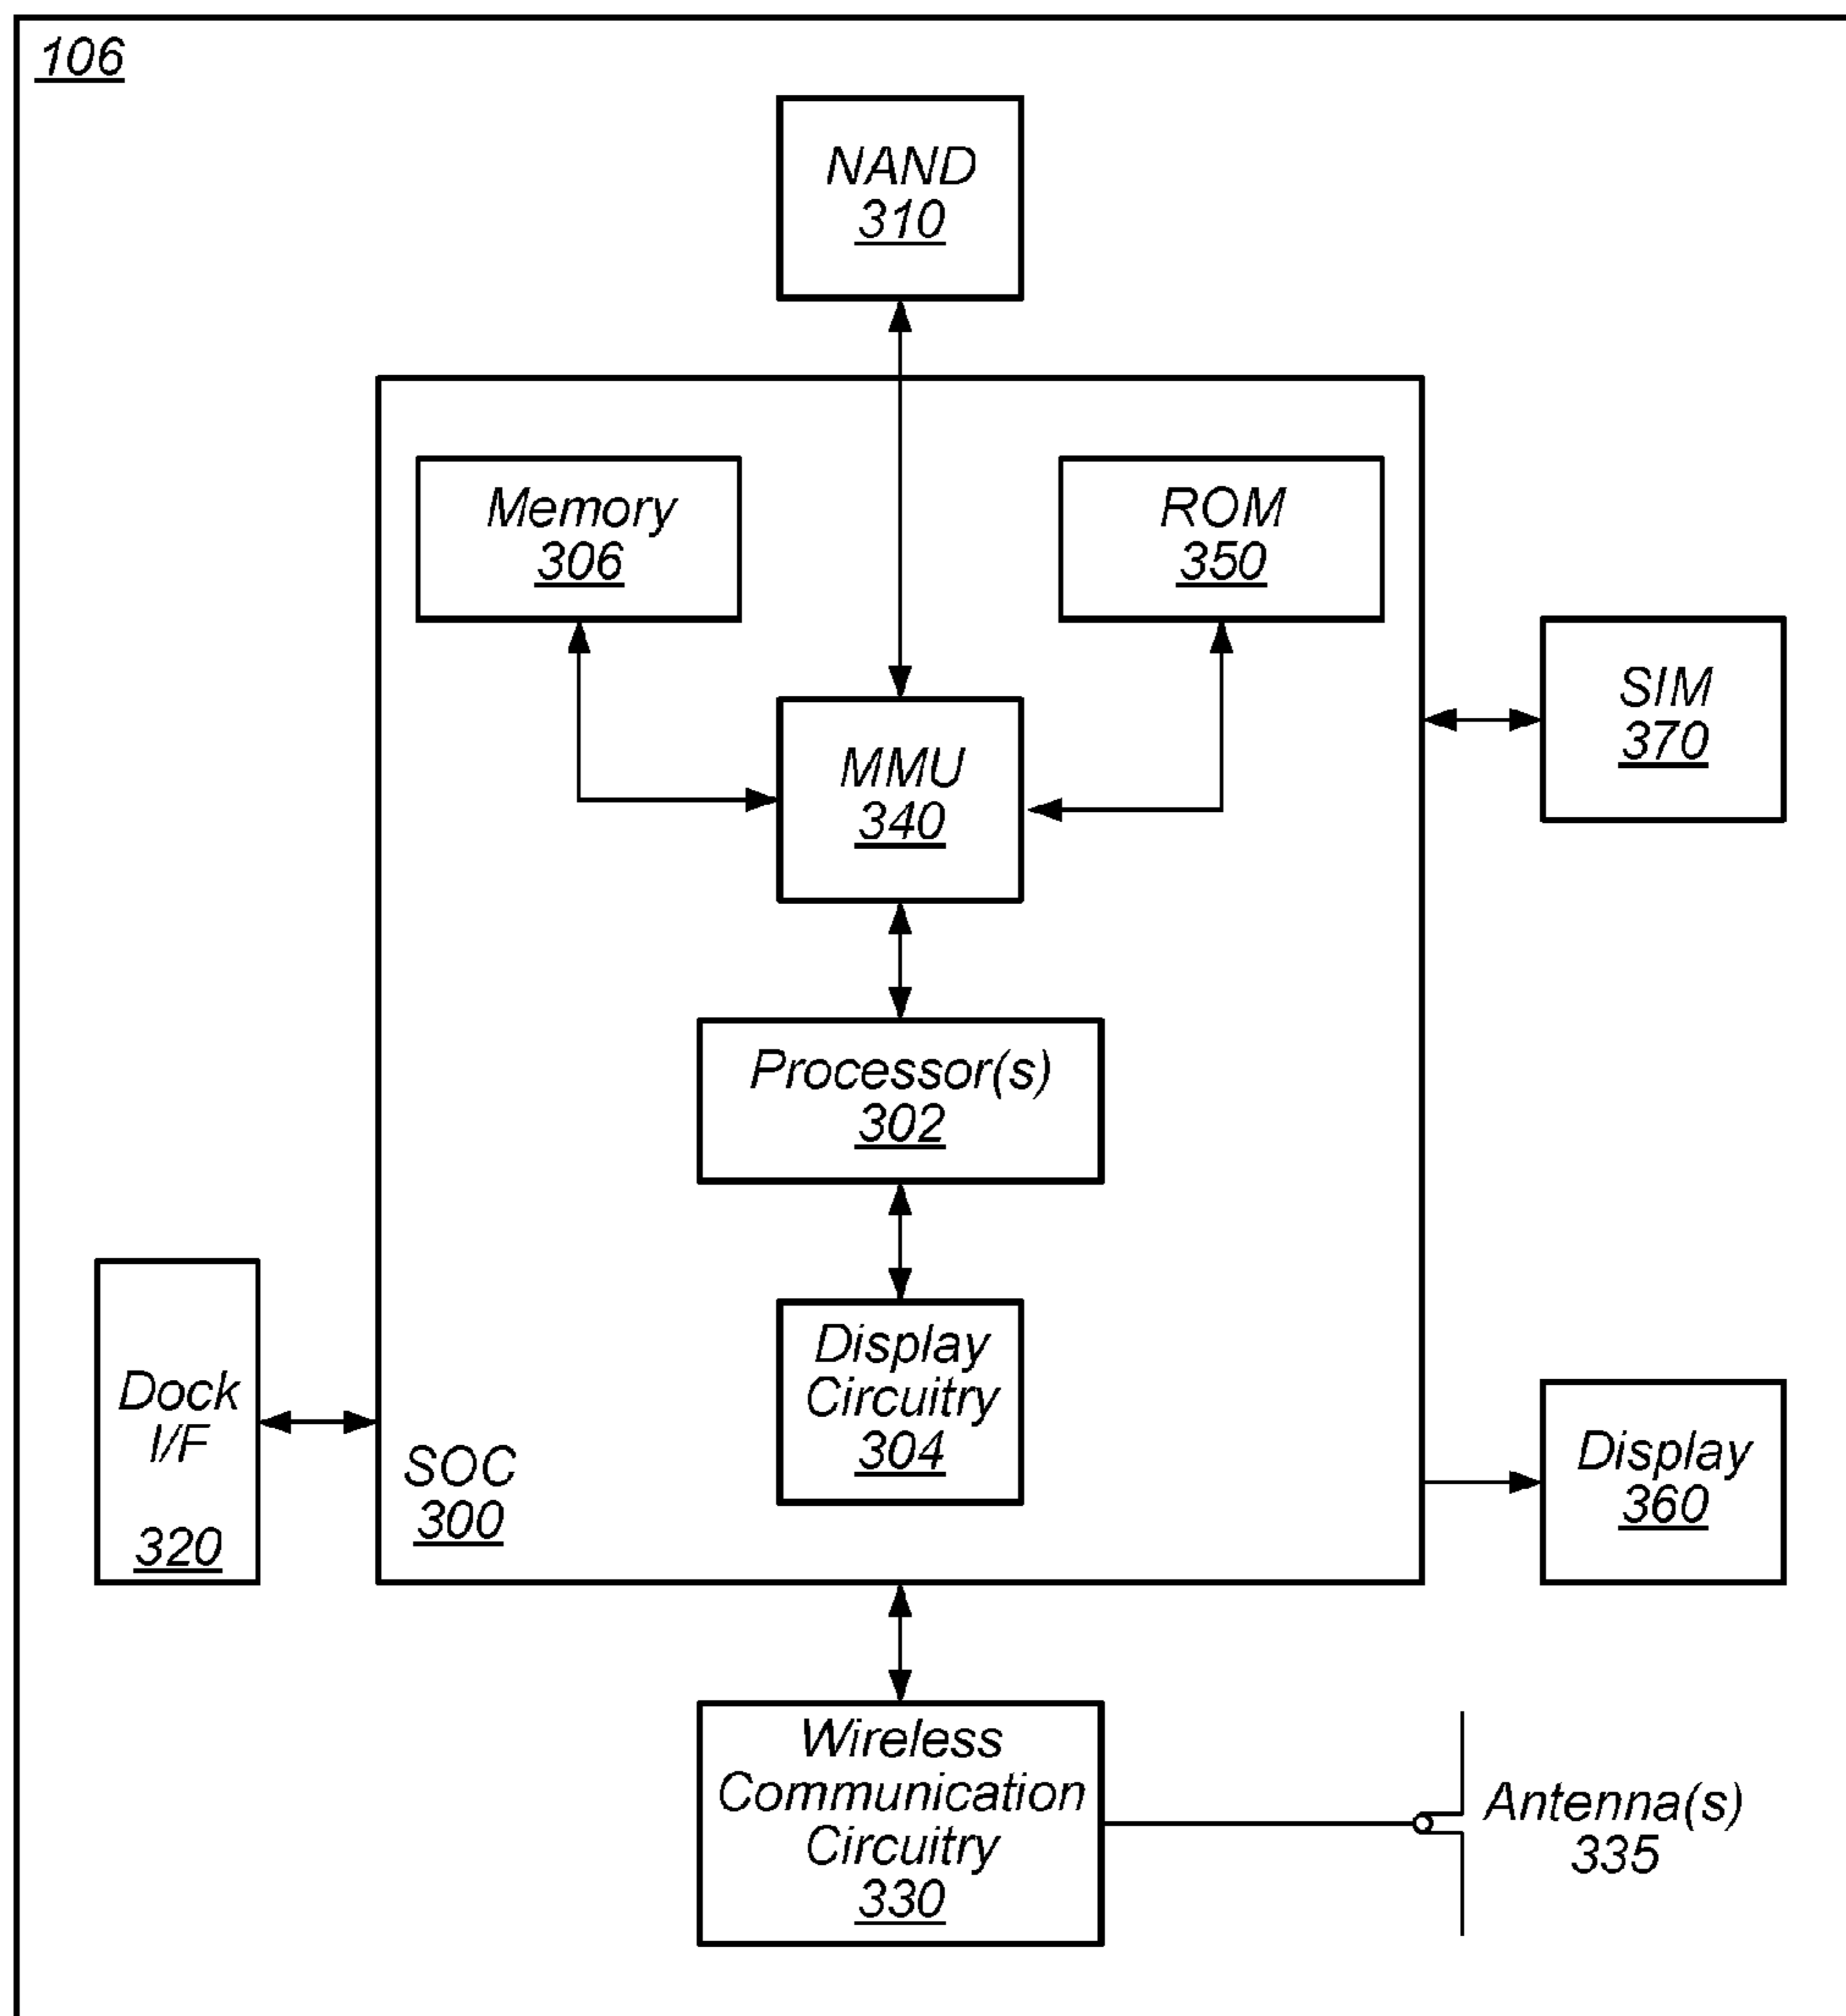 106
NAND
310
Memory
306
ROM
350
SIM
370
MMU
340
Processor(s)
302
Display
Circuitry
304
Dock
I/F
320
SOC
300
Display
360
Wireless
Communication
Circuitry
330
Antenna(s)
335